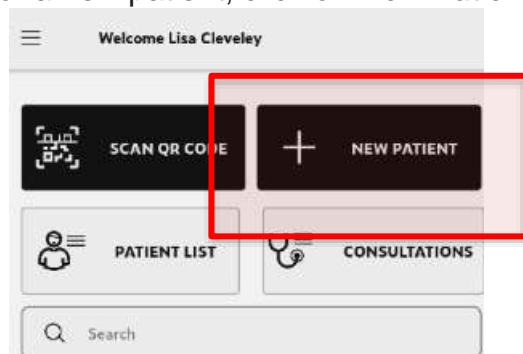 Welcome Lisa Cleveley
SCAN QR CODE
NEW PATIENT
PATIENT LIST
CONSULTATIONS
Search